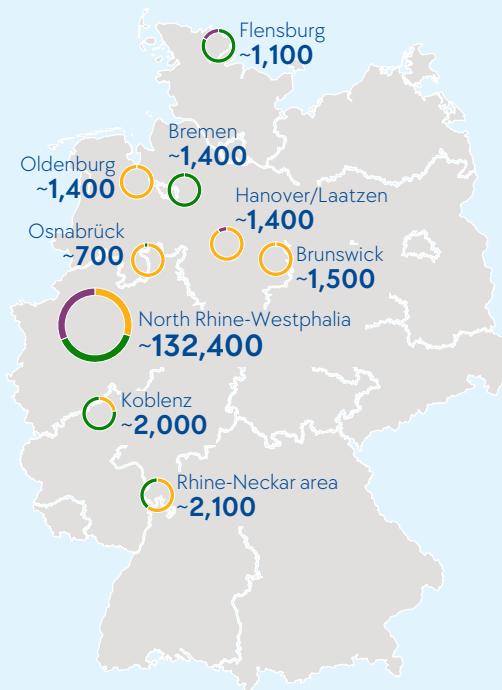 Flensburg
~1,100
Bremen
~1,400
Oldenburg
~1,400
Hanover/Laatzen
~1,400
Osnabrück
~700
Brunswick
~1,500
North Rhine-Westphalia
~132,400
Koblenz
~2,000
Rhine-Neckar area
~2,100